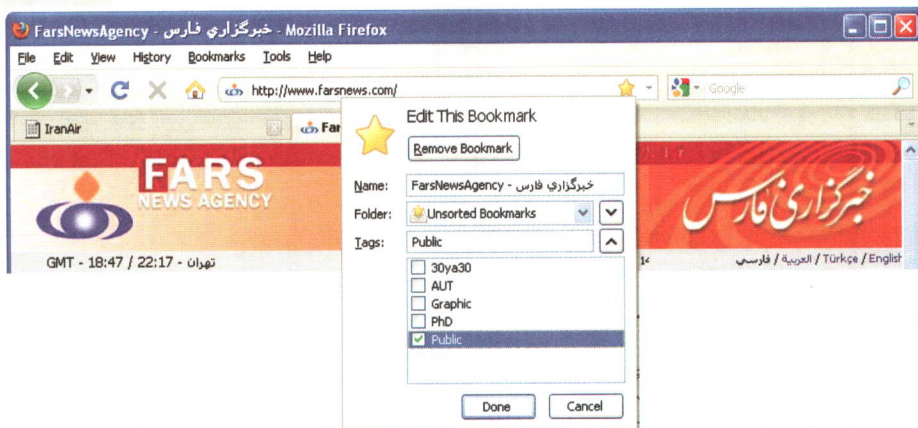 FarsNewsAgency - خبرگزاري فارس - Mozilla Firefox
File Edit View History Bookmarks Tools Help
http://www.farsnews.com/
Google
IranAir
Far
Edit This Bookmark
Remove Bookmark
FARS
NEWS AGENCY
خبرگزاری فارس
Name: FarsNewsAgency - خبرگزاري فارس
Folder: Unsorted Bookmarks
Tags: Public
تهران - 22:17 / GMT - 18:47
فارسي / العربية / Türkçe / English
30ya30
AUT
Graphic
PhD
Public
Done Cancel